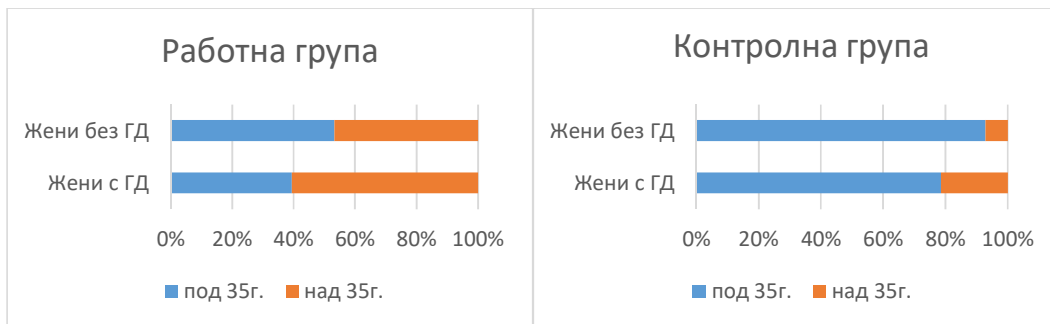 Работна група
Жени без ГД
Жени с ГД
0% 20% 40% 60% 80% 100%
под 35г. над 35г.
Контролна група
Жени без ГД
Жени с ГД
0% 20% 40% 60% 80% 100%
под 35г. над 35г.